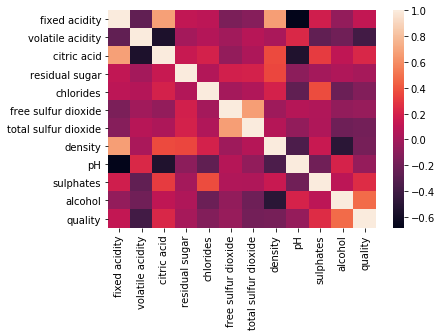 fixed acidity
volatile acidity
citric acid
residual sugar
chlorides
free sulfur dioxide
total sulfur dioxide
density
pH
sulphates
alcohol
quality
fixed acidity
volatile acidity
citric acid
residual sugar
chlorides
free sulfur dioxide
total sulfur dioxide
density
pH
sulphates
alcohol
quality
1.0
0.8
0.6
0.4
0.2
0.0
−0.2
−0.4
−0.6